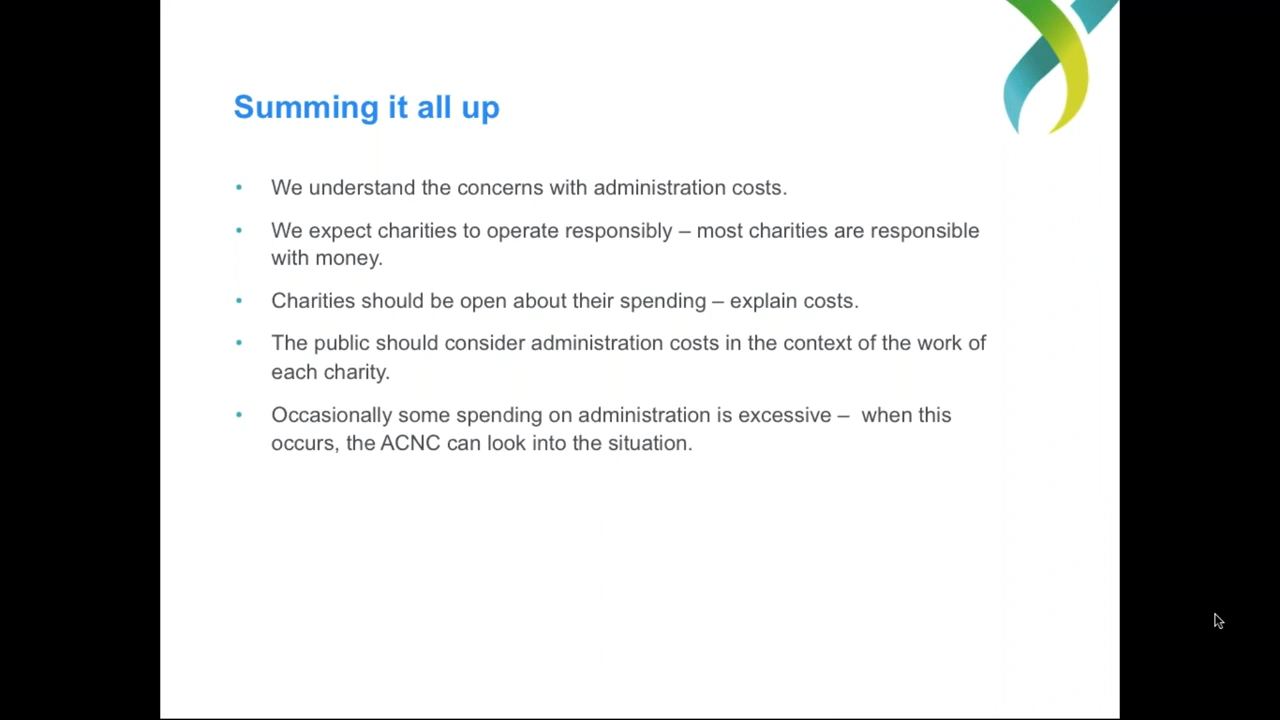 Summing it all up
• We understand the concerns with administration costs.
• We expect charities to operate responsibly – most charities are responsible
with money.
• Charities should be open about their spending – explain costs.
• The public should consider administration costs in the context of the work of
each charity.
• Occasionally some spending on administration is excessive –  when this
occurs, the ACNC can look into the situation.